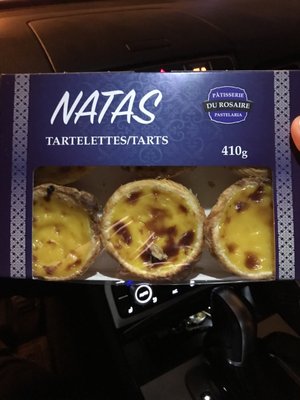 NATAS
TARTELETTES/TARTS
PÂTISSERIE
DU ROSAIRE
PASTELARIA
410g